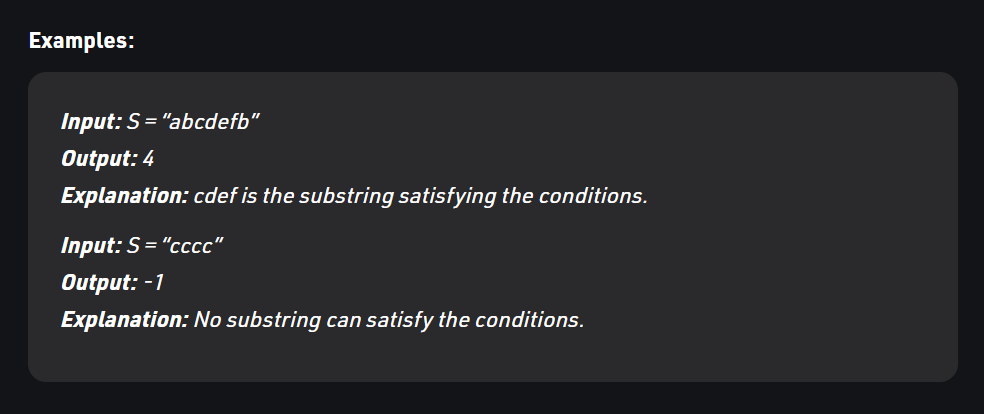 Examples:
Input: S = “abcdefb”
Output: 4
Explanation: cdef is the substring satisfying the conditions.
Input: S = “cccc”
Output: -1
Explanation: No substring can satisfy the conditions.